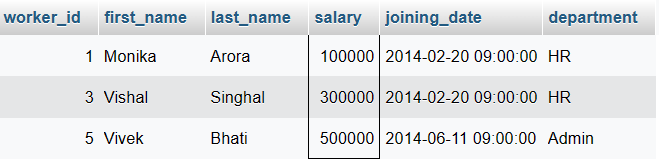 worker_id first_name last_name salary joining_date department
1 Monika Arora 100000 2014-02-20 09:00:00 HR
3 Vishal Singhal 300000 2014-02-20 09:00:00 HR
5 Vivek Bhati 500000 2014-06-11 09:00:00 Admin